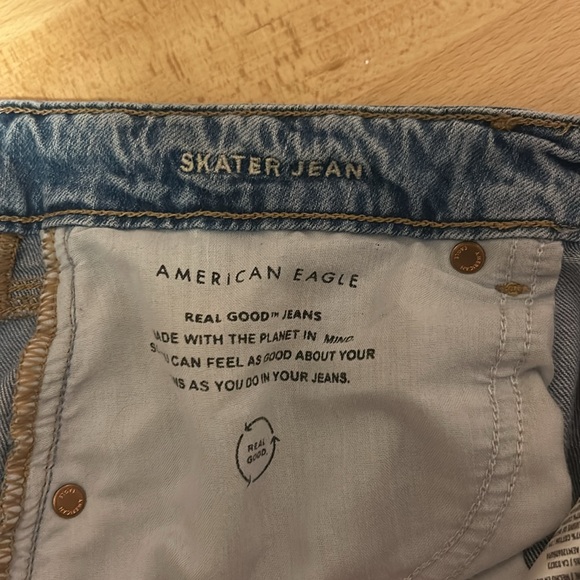 SKATER JEAN
AMERICAN EAGLE
REAL GOOD™ JEANS
MADE WITH THE PLANET IN MIND
CAN FEEL AS GOOD ABOUT YOUR
AS YOU DO IN YOUR JEANS.
REAL
GOOD.